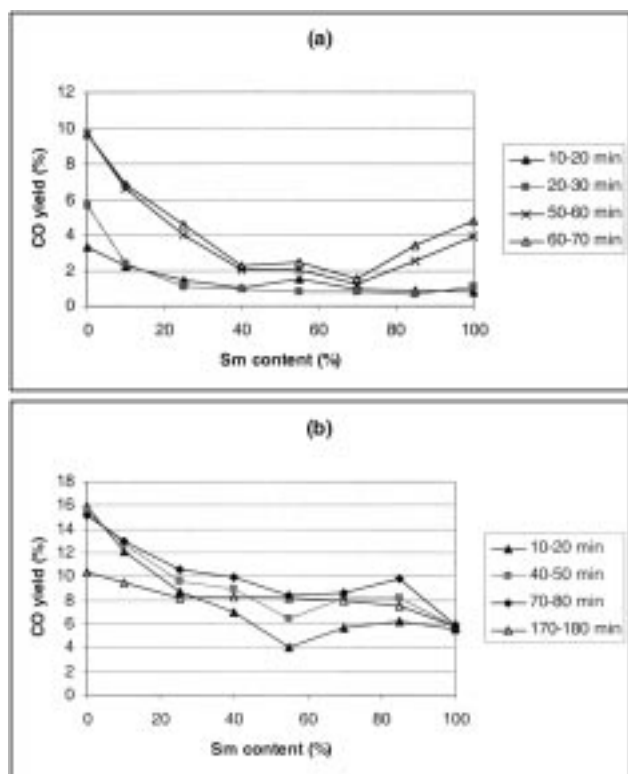 (a)
12
10
8
6
4
2
0
CO yield (%)
0 20 40 60 80 100
Sm content (%)
10-20 min
20-30 min
50-60 min
60-70 min
(b)
18
16
14
12
10
8
6
4
2
0
CO yield (%)
0 20 40 60 80 100
Sm content (%)
10-20 min
40-50 min
70-80 min
170-180 min